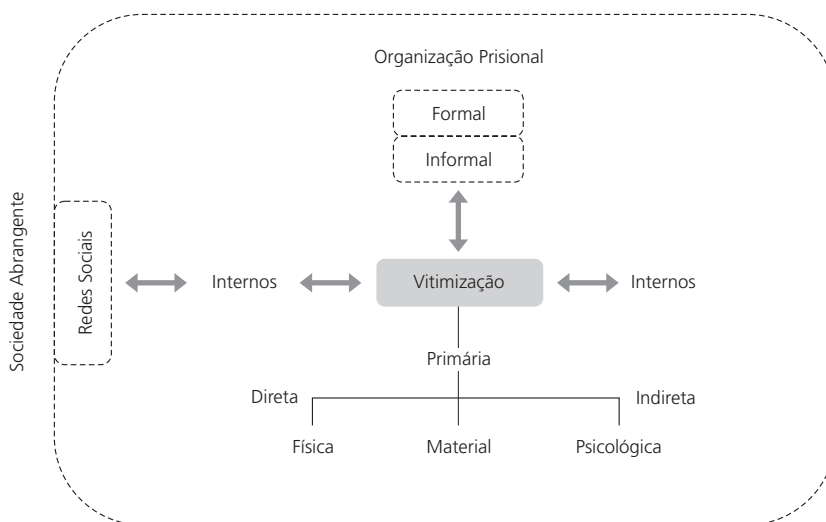 Organização Prisional
Formal
Informal
Sociedade Abrangente
Redes Sociais
Internos
Vitimização
Internos
Primária
Direta
Indireta
Física
Material
Psicológica